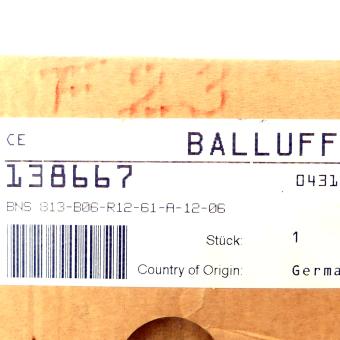 F 23
CE BALLUFF
138667 0431
BNS 813-B06-R12-61-A-12-06
Stück: 1
Country of Origin: Germa